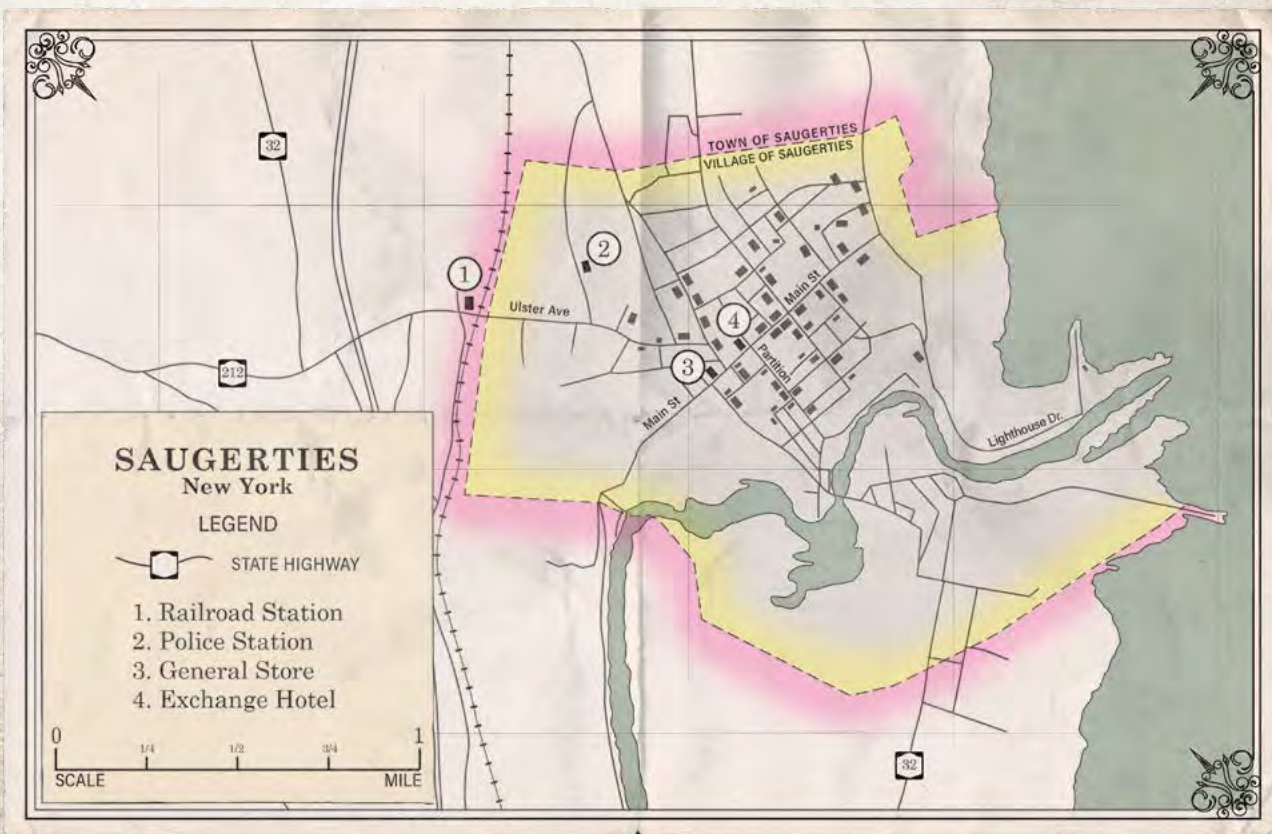 32
TOWN OF SAUGERTIES
VILLAGE OF SAUGERTIES
1
2
Ulster Ave
Main St
4
Partition
3
212
Main St
Lighthouse Dr.
SAUGERTIES
New York
LEGEND
STATE HIGHWAY
1. Railroad Station
2. Police Station
3. General Store
4. Exchange Hotel
0 1/4 1/2 3/4 1
SCALE MILE
32